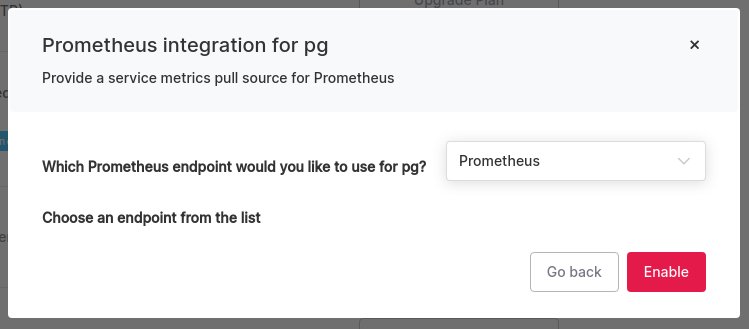 Upgrade Plan
Prometheus integration for pg
×
Provide a service metrics pull source for Prometheus
Which Prometheus endpoint would you like to use for pg?
Prometheus
Choose an endpoint from the list
Go back
Enable